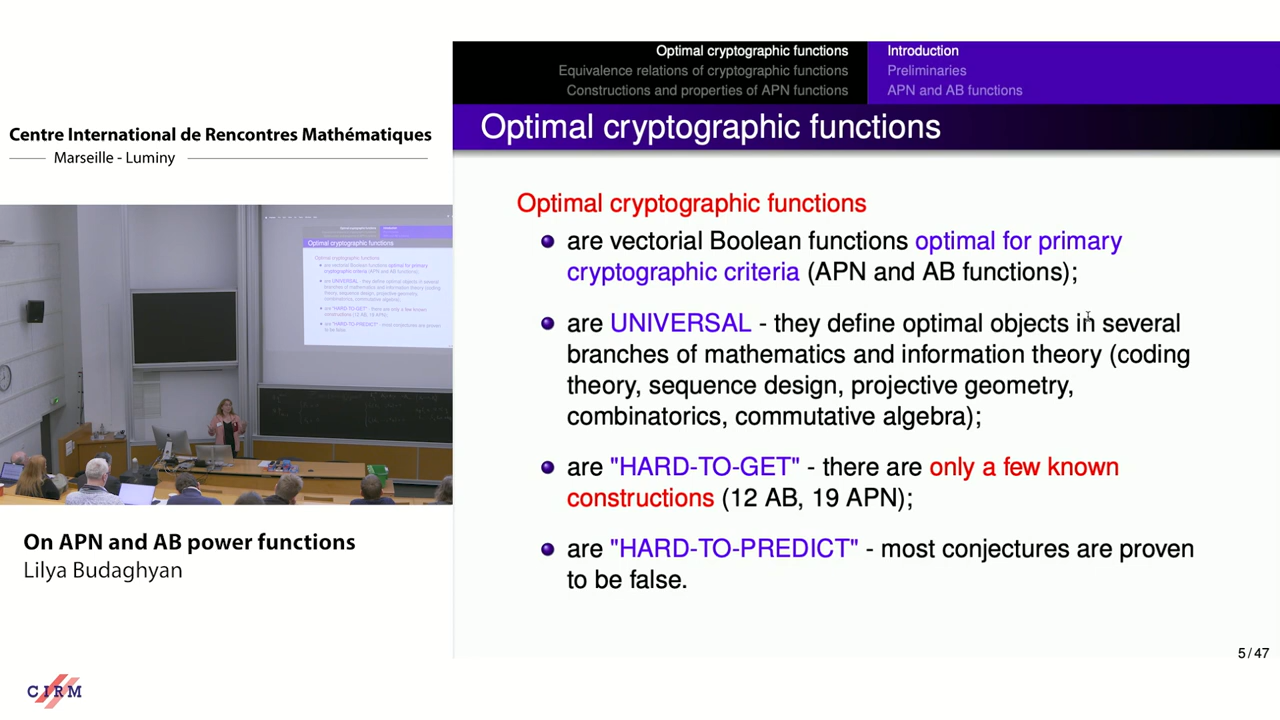 Centre International de Rencontres Mathématiques
Marseille - Luminy
On APN and AB power functions
Lilya Budaghyan
CIRM
Optimal cryptographic functions
Equivalence relations of cryptographic functions
Constructions and properties of APN functions
Introduction
Preliminaries
APN and AB functions
Optimal cryptographic functions
Optimal cryptographic functions
are vectorial Boolean functions optimal for primary
cryptographic criteria (APN and AB functions);
are UNIVERSAL - they define optimal objects in several
branches of mathematics and information theory (coding
theory, sequence design, projective geometry,
combinatorics, commutative algebra);
are "HARD-TO-GET" - there are only a few known
constructions (12 AB, 19 APN);
are "HARD-TO-PREDICT" - most conjectures are proven
to be false.
5 / 47